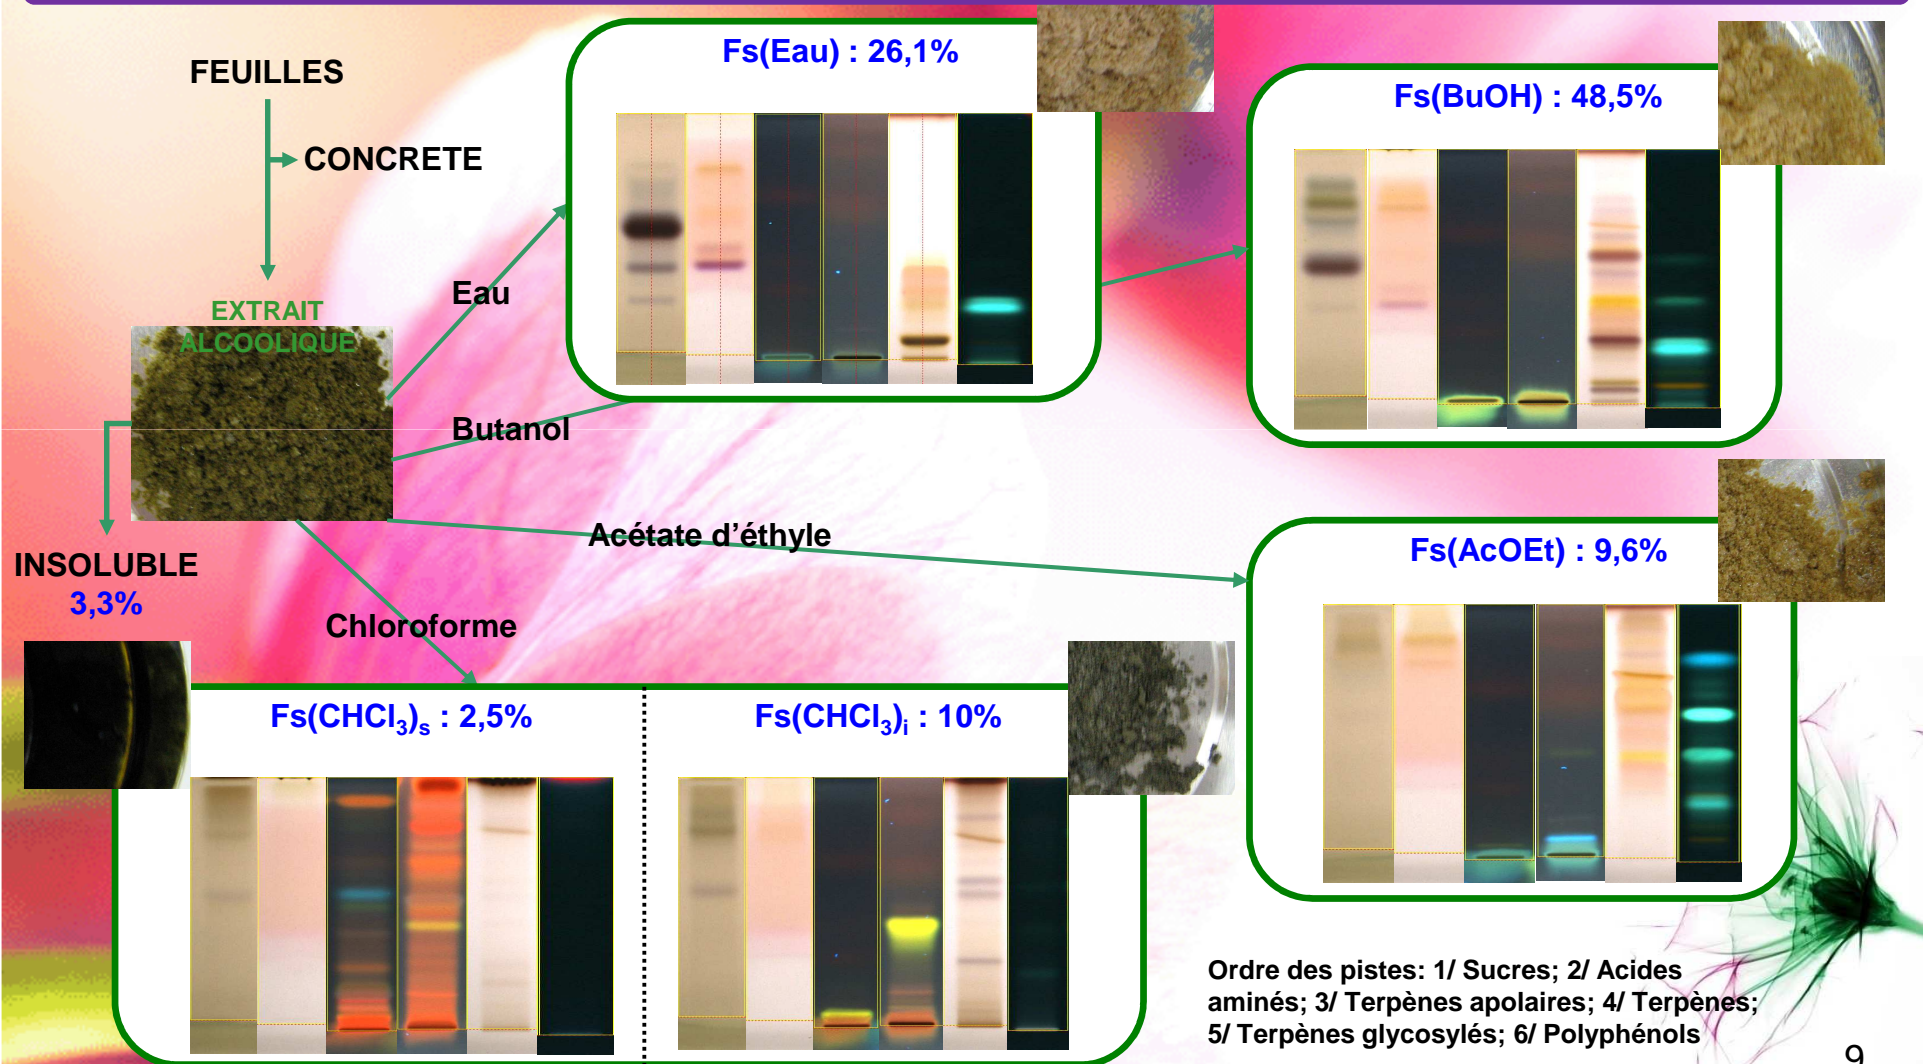 FEUILLES
CONCRETE
EXTRAIT
ALCOOLIQUE
Eau
Butanol
Acétate d'éthyle
Chloroforme
INSOLUBLE
3,3%
Fs(Eau) : 26,1%
Fs(BuOH) : 48,5%
Fs(AcOEt) : 9,6%
Fs(CHCl₃)ₛ : 2,5%
Fs(CHCl₃)ᵢ : 10%
Ordre des pistes: 1/ Sucres; 2/ Acides
aminés; 3/ Terpènes apolaires; 4/ Terpènes;
5/ Terpènes glycosylés; 6/ Polyphénols
9